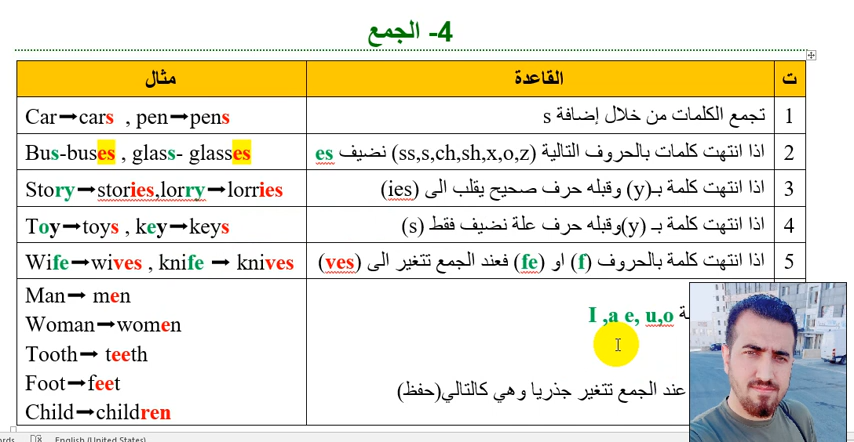 4- الجمع
ت القاعدة مثال
1 تجمع الكلمات من خلال إضافة s Car→cars , pen→pens
2 اذا انتهت كلمات بالحروف التالية (ss,s,ch,sh,x,o,z) نضيف es Bus-buses , glass- glasses
3 اذا انتهت كلمة بـ(y) وقبله حرف صحيح يقلب الى (ies) Story→stories,lorry→lorries
4 اذا انتهت كلمة بـ (y)وقبله حرف علة نضيف فقط (s) Toy→toys , key→keys
5 اذا انتهت كلمة بالحروف (f) او (fe) فعند الجمع تتغير الى (ves) Wife→wives , knife → knives
I ,a e, u,o
عند الجمع تتغير جذريا وهي كالتالي(حفظ)
Man→ men
Woman→women
Tooth→ teeth
Foot→feet
Child→children
English (United States)